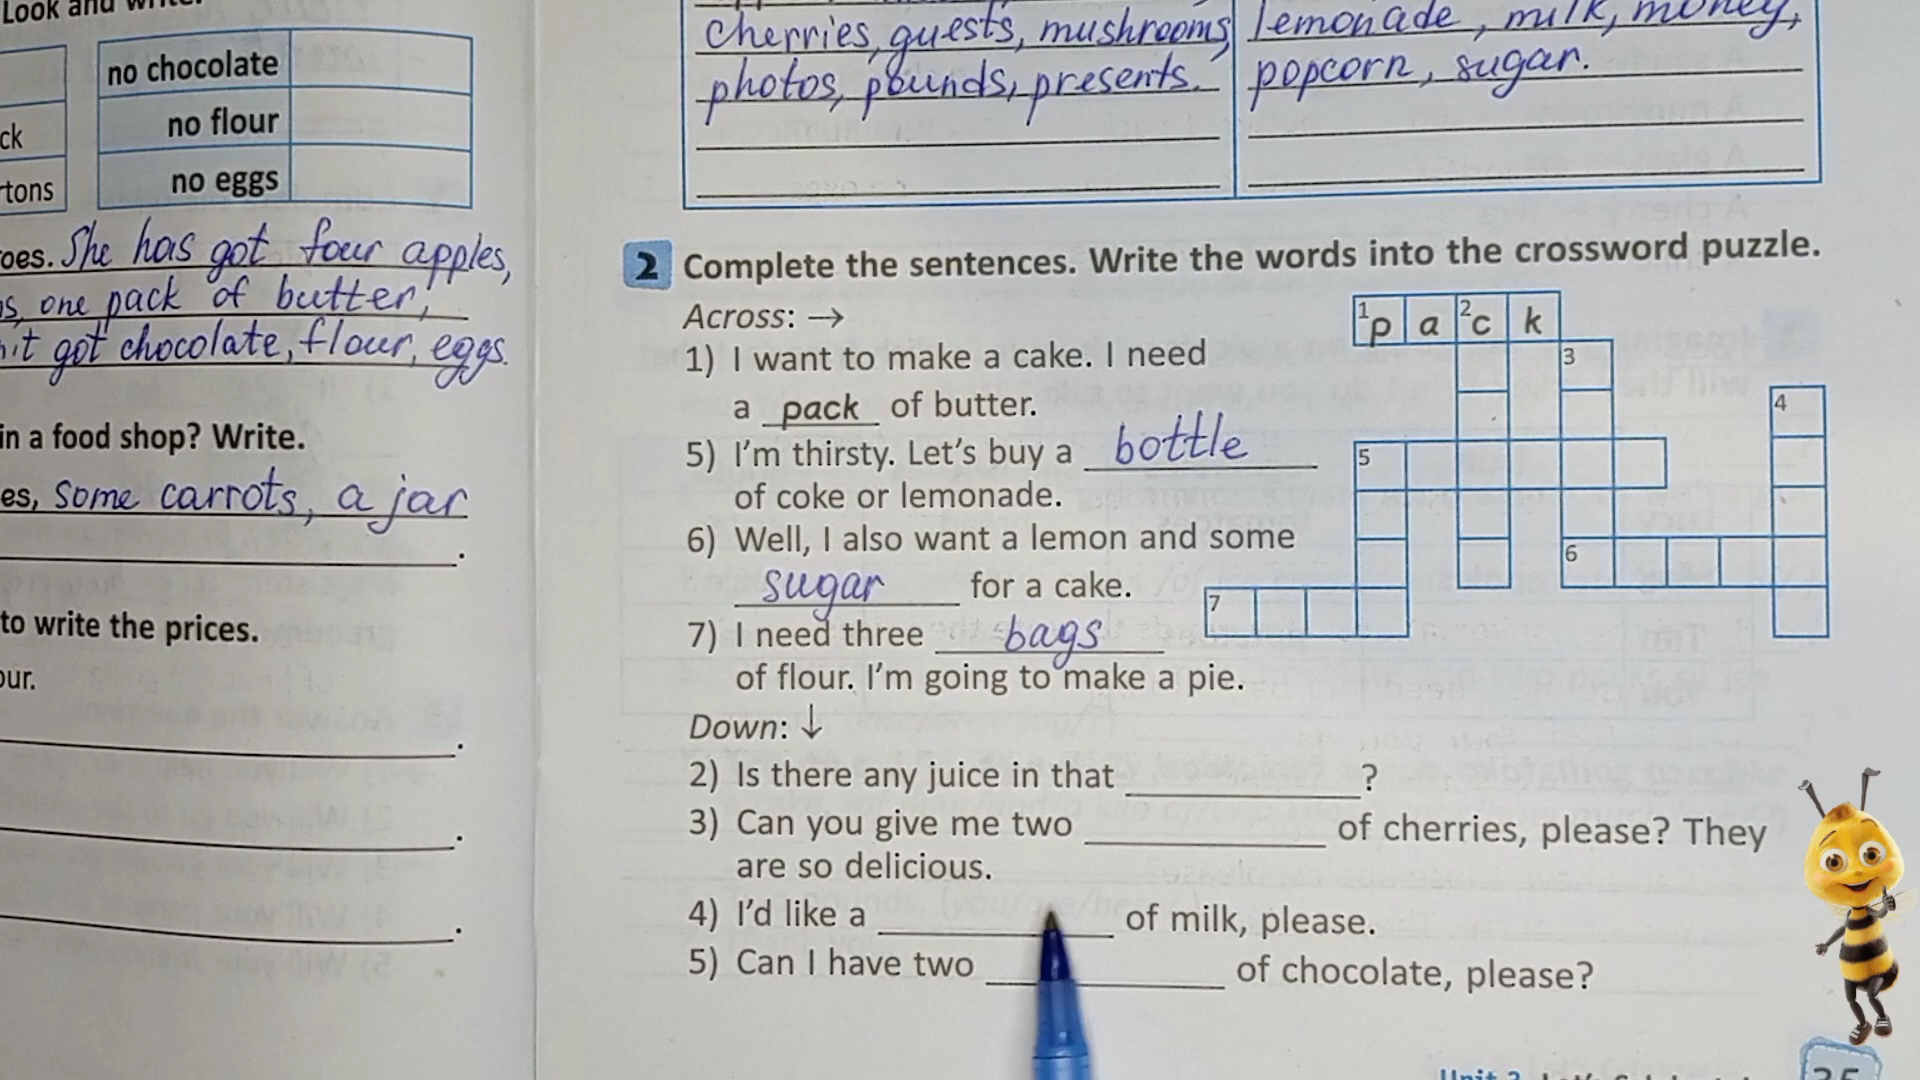 Look and
no chocolate
no flour
no eggs
ck
rtons
oes. She has got four apples,
s, one pack of butter,
n't got chocolate, flour, eggs.
in a food shop? Write.
es, some carrots, a jar
.
to write the prices.
our.
.
.
.
cherries, guests, mushrooms,
photos, pounds, presents.
lemonade, milk, money,
popcorn, sugar.
2 Complete the sentences. Write the words into the crossword puzzle.
Across: →
1) I want to make a cake. I need
a pack of butter.
5) I'm thirsty. Let's buy a bottle
of coke or lemonade.
6) Well, I also want a lemon and some
sugar for a cake.
7) I need three bags
of flour. I'm going to make a pie.
Down: ↓
2) Is there any juice in that ?
3) Can you give me two of cherries, please? They
are so delicious.
4) I'd like a of milk, please.
5) Can I have two of chocolate, please?
1 p a 2 c k
3
4
5
6
7